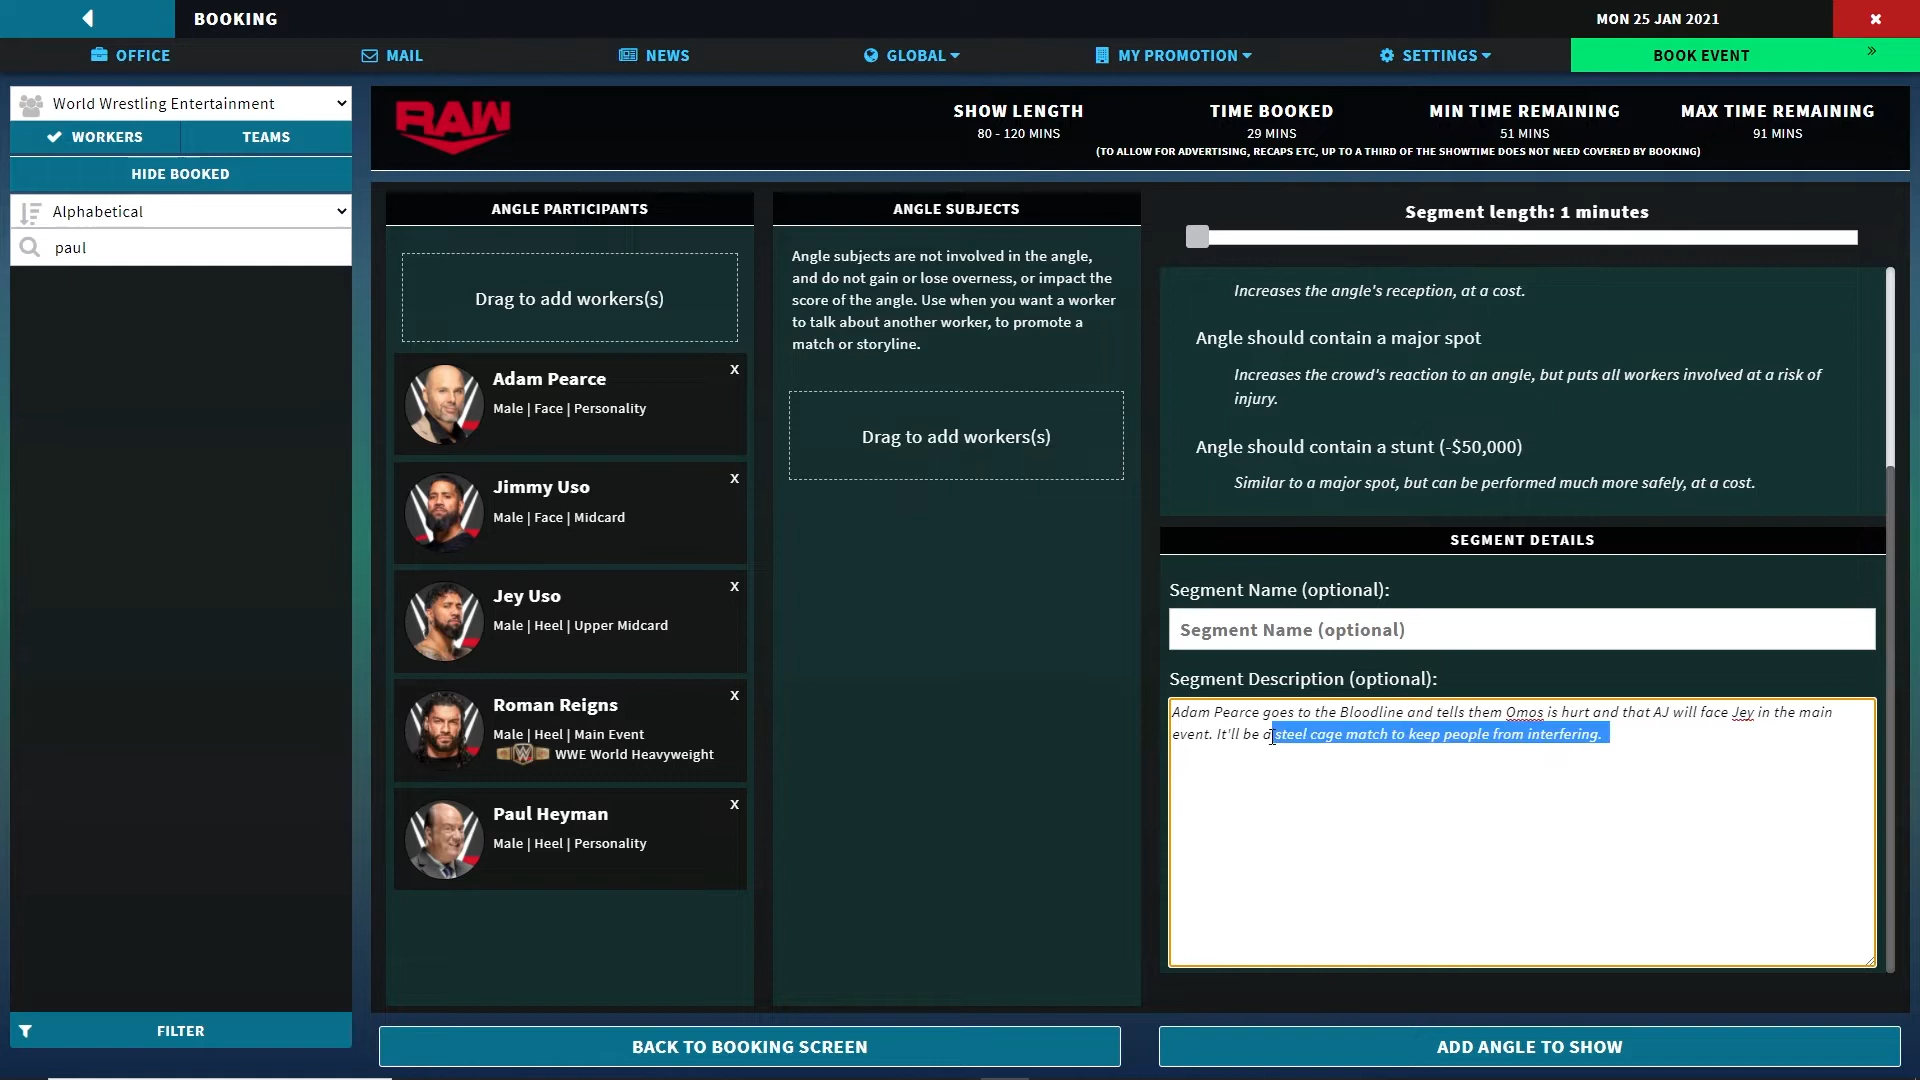 BOOKING
MON 25 JAN 2021
OFFICE
MAIL
NEWS
GLOBAL
MY PROMOTION
SETTINGS
BOOK EVENT
World Wrestling Entertainment
WORKERS
TEAMS
HIDE BOOKED
Alphabetical
paul
FILTER
RAW
SHOW LENGTH
80 - 120 MINS
TIME BOOKED
29 MINS
MIN TIME REMAINING
51 MINS
MAX TIME REMAINING
91 MINS
(TO ALLOW FOR ADVERTISING, RECAPS ETC, UP TO A THIRD OF THE SHOWTIME DOES NOT NEED COVERED BY BOOKING)
ANGLE PARTICIPANTS
Drag to add workers(s)
Adam Pearce
X
Male | Face | Personality
Jimmy Uso
X
Male | Face | Midcard
Jey Uso
X
Male | Heel | Upper Midcard
Roman Reigns
X
Male | Heel | Main Event
WWE World Heavyweight
Paul Heyman
X
Male | Heel | Personality
ANGLE SUBJECTS
Angle subjects are not involved in the angle,
and do not gain or lose overness, or impact the
score of the angle. Use when you want a worker
to talk about another worker, to promote a
match or storyline.
Drag to add workers(s)
Segment length: 1 minutes
Increases the angle's reception, at a cost.
Angle should contain a major spot
Increases the crowd's reaction to an angle, but puts all workers involved at a risk of
injury.
Angle should contain a stunt (-$50,000)
Similar to a major spot, but can be performed much more safely, at a cost.
SEGMENT DETAILS
Segment Name (optional):
Segment Name (optional)
Segment Description (optional):
Adam Pearce goes to the Bloodline and tells them Omos is hurt and that AJ will face Jey in the main
event. It'll be a steel cage match to keep people from interfering.
BACK TO BOOKING SCREEN
ADD ANGLE TO SHOW